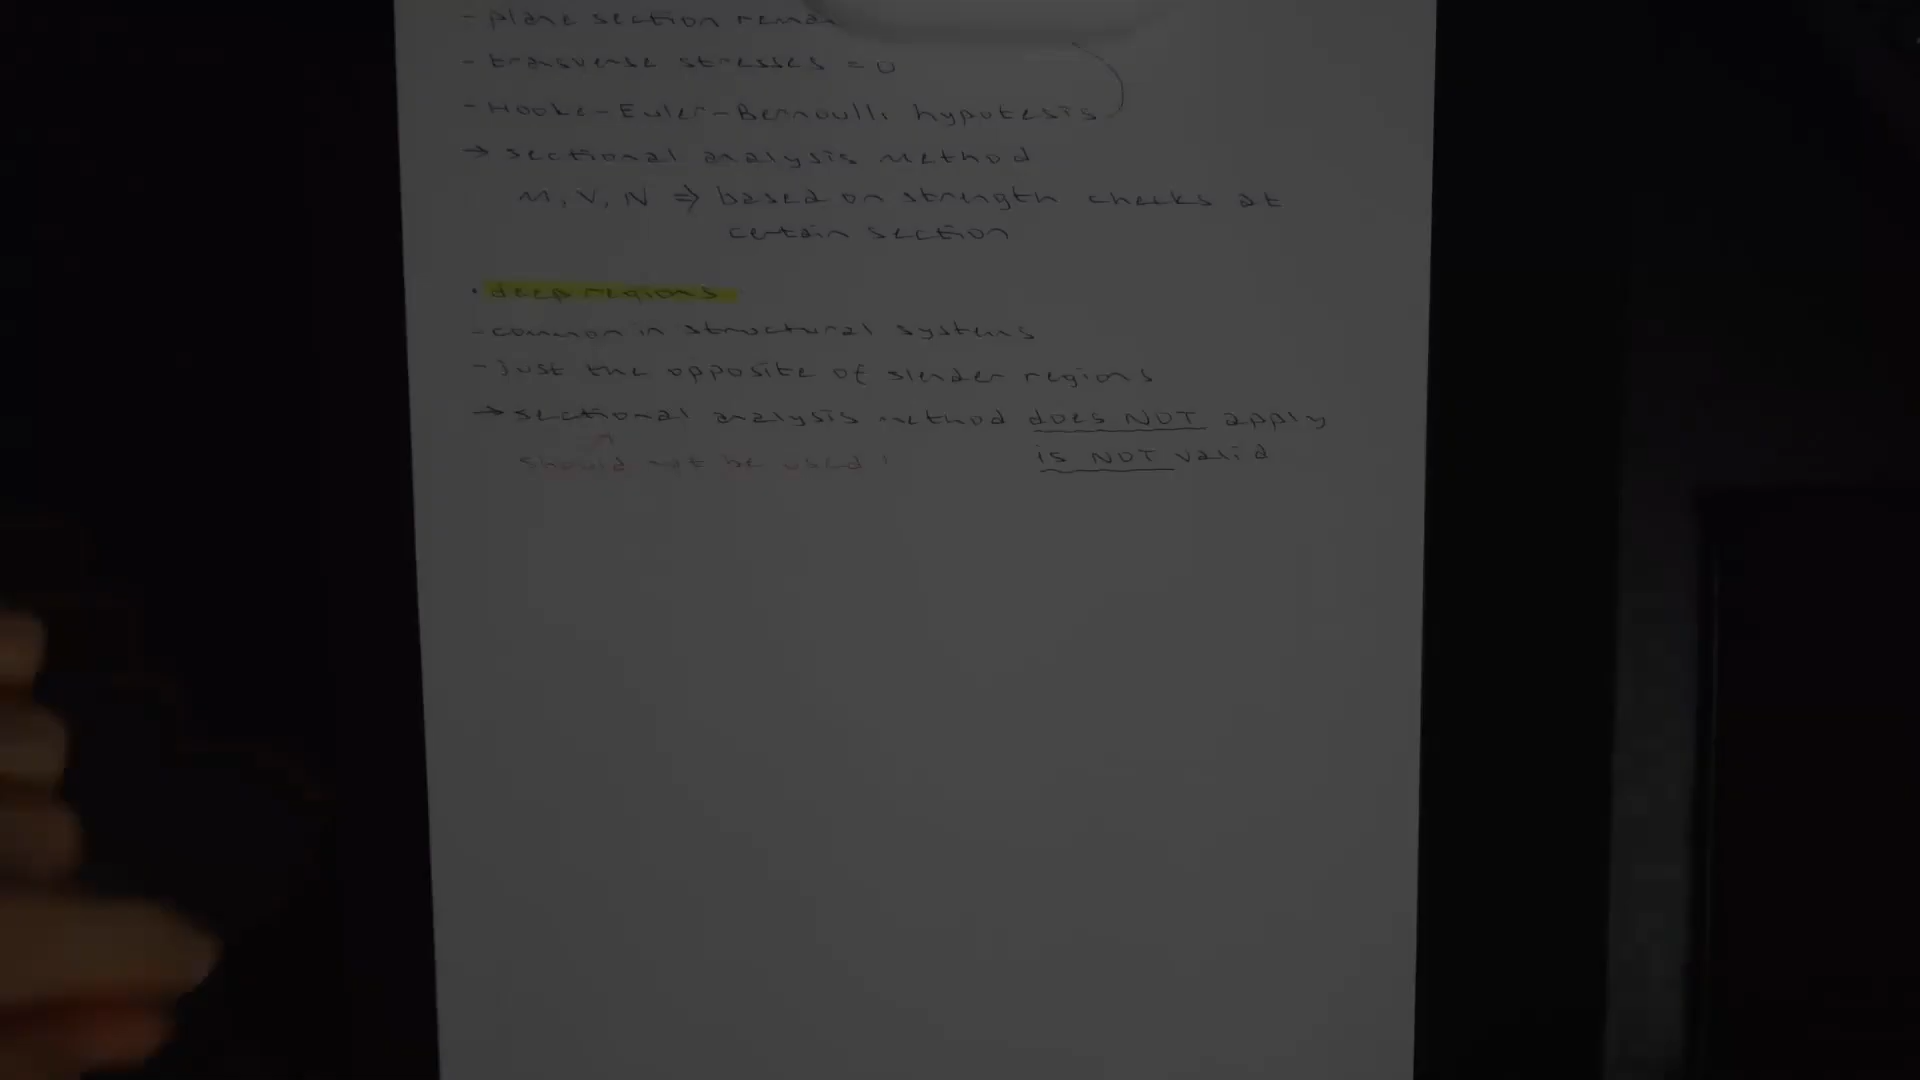 - plane section remai
- transverse stresses = 0
- Hooke-Euler-Bernoulli hypotesis
→ sectional analysis method
M, V, N ⇒ based on strength checks at
certain section
• deep regions
- common in structural systems
- Just the opposite of slender regions
→ sectional analysis method does NOT apply
is NOT valid
should not be used!